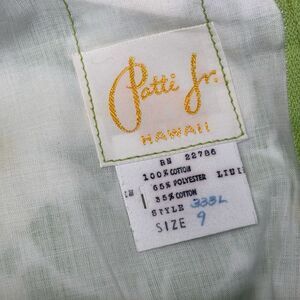 Patti Jr.
HAWAII
RN 22786
100% COTTON
65% POLYESTER
35% COTTON
STYLE 333L
SIZE 9